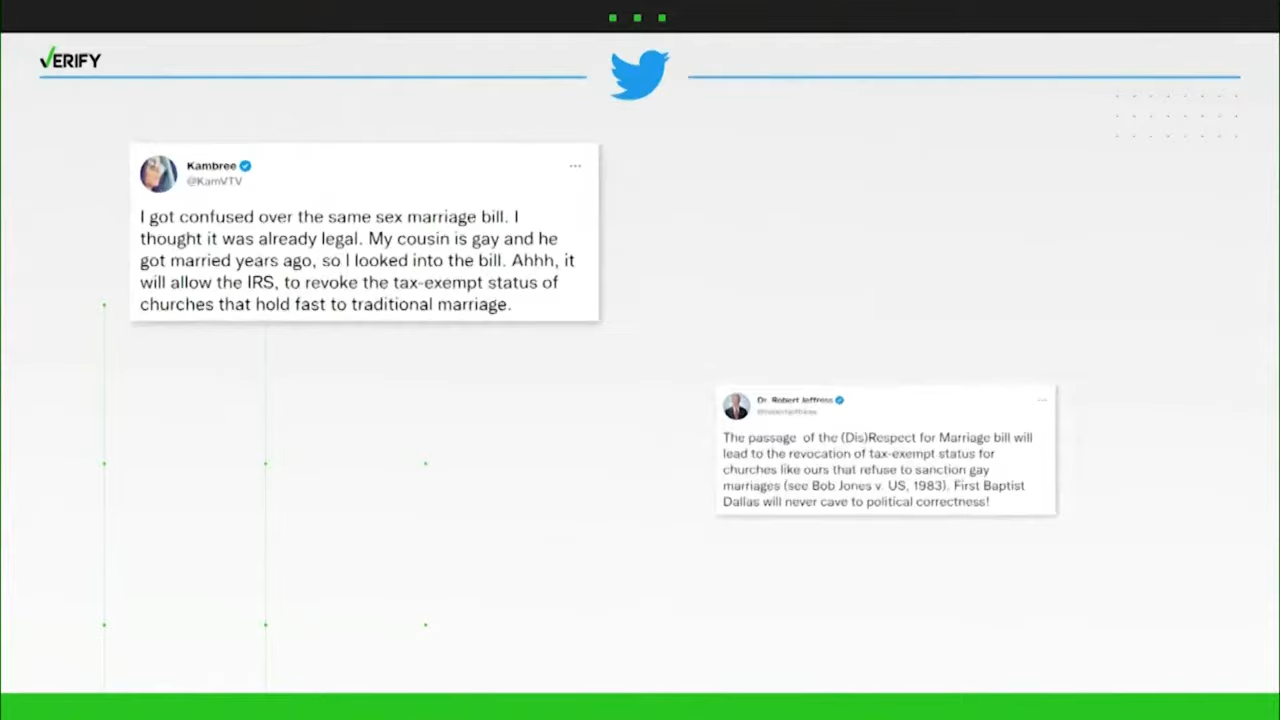 VERIFY
Kambree
@KamVTV
I got confused over the same sex marriage bill. I
thought it was already legal. My cousin is gay and he
got married years ago, so I looked into the bill. Ahhh, it
will allow the IRS, to revoke the tax-exempt status of
churches that hold fast to traditional marriage.
Dr. Robert Jeffress
@robertjeffress
The passage of the (Dis)Respect for Marriage bill will
lead to the revocation of tax-exempt status for
churches like ours that refuse to sanction gay
marriages (see Bob Jones v. US, 1983). First Baptist
Dallas will never cave to political correctness!